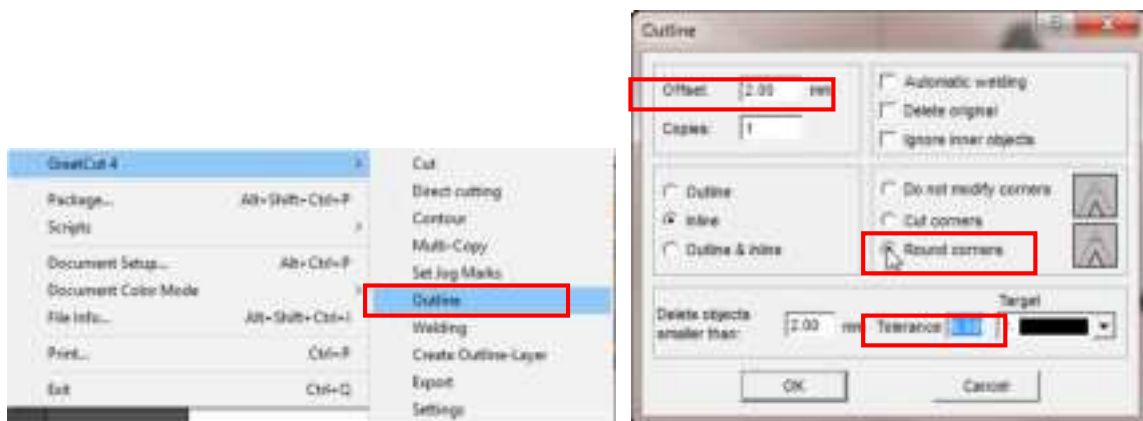 GreatCut 4
Package... Alt+Shift+Ctrl+P
Scripts
Document Setup... Alt+Ctrl+P
Document Color Mode
File Info... Alt+Shift+Ctrl+I
Print... Ctrl+P
Exit Ctrl+Q
Cut
Direct cutting
Contour
Multi-Copy
Set Jog Marks
Outline
Welding
Create Outline-Layer
Export
Settings
Outline
Offset: 2.00 mm
Copies: 1
Automatic welding
Delete original
Ignore inner objects
Outline
Inline
Outline & inline
Do not modify corners
Cut corners
Round corners
Delete objects
smaller than: 2.00 mm
Tolerance
Target
OK
Cancel